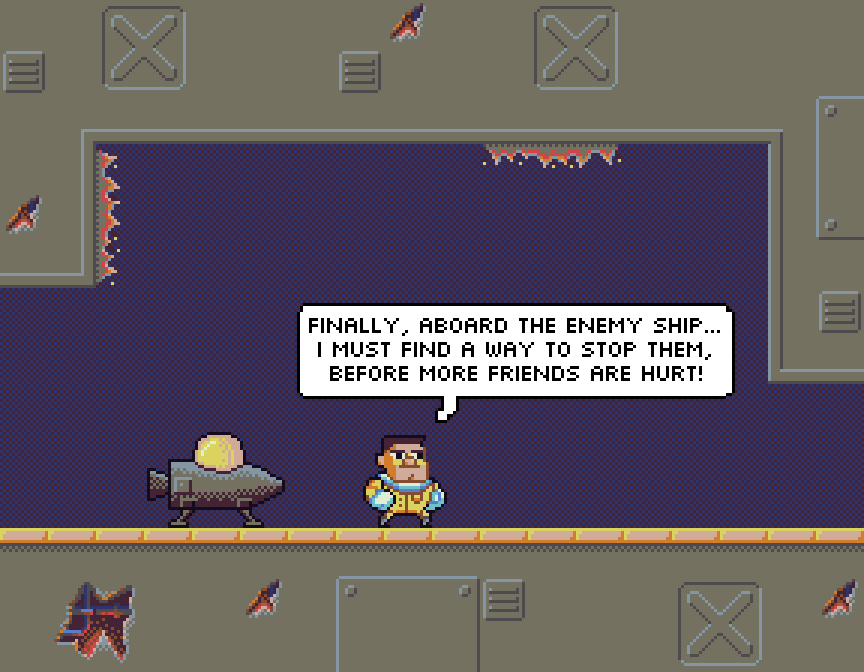 FINALLY, ABOARD THE ENEMY SHIP...
I MUST FIND A WAY TO STOP THEM,
BEFORE MORE FRIENDS ARE HURT!